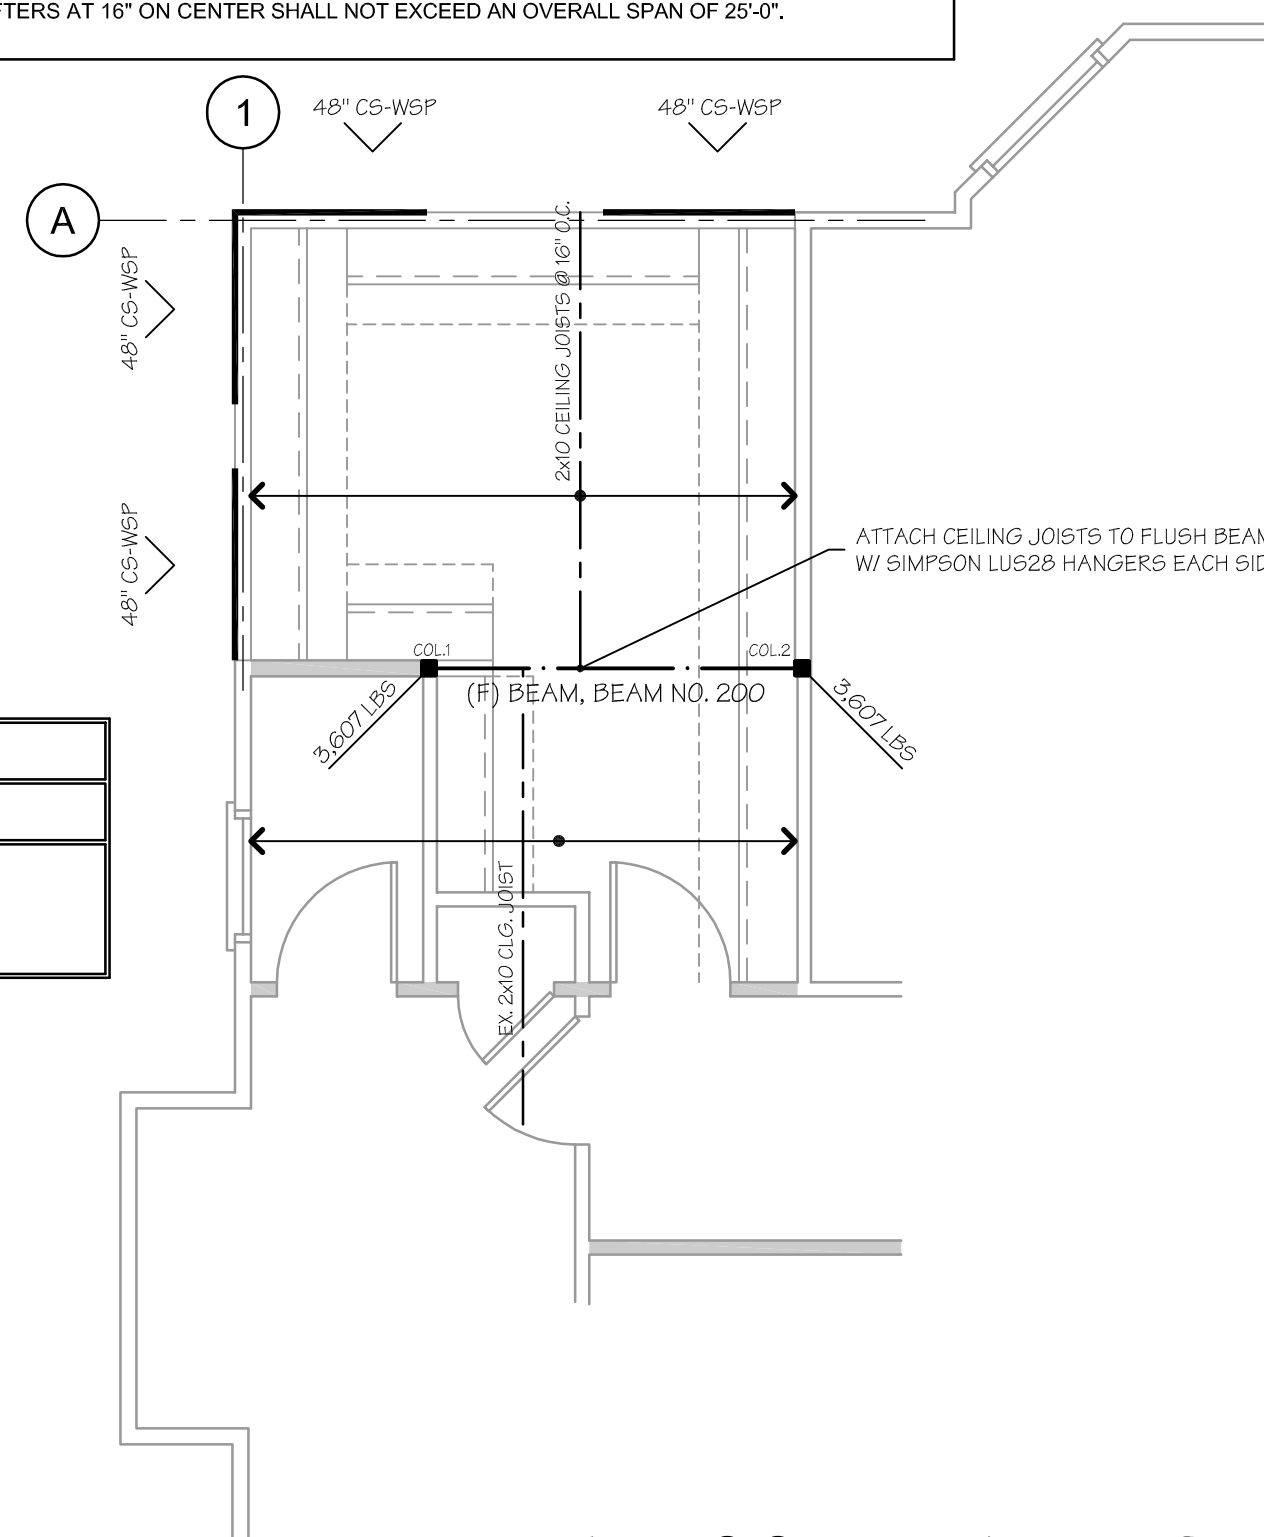 AT 16" ON CENTER SHALL NOT EXCEED AN OVERALL SPAN OF 25'-0".
1
48" CS-WSP
48" CS-WSP
A
48" CS-WSP
2x10 CEILING JOISTS @ 16" O.C.
48" CS-WSP
ATTACH CEILING JOISTS TO FLUSH
W/ SIMPSON LUS28 HANGERS EACH
COL.1
COL.2
(F) BEAM, BEAM NO. 200
3,607 LBS
3,607 LBS
EX. 2x10 CLG. JOIST